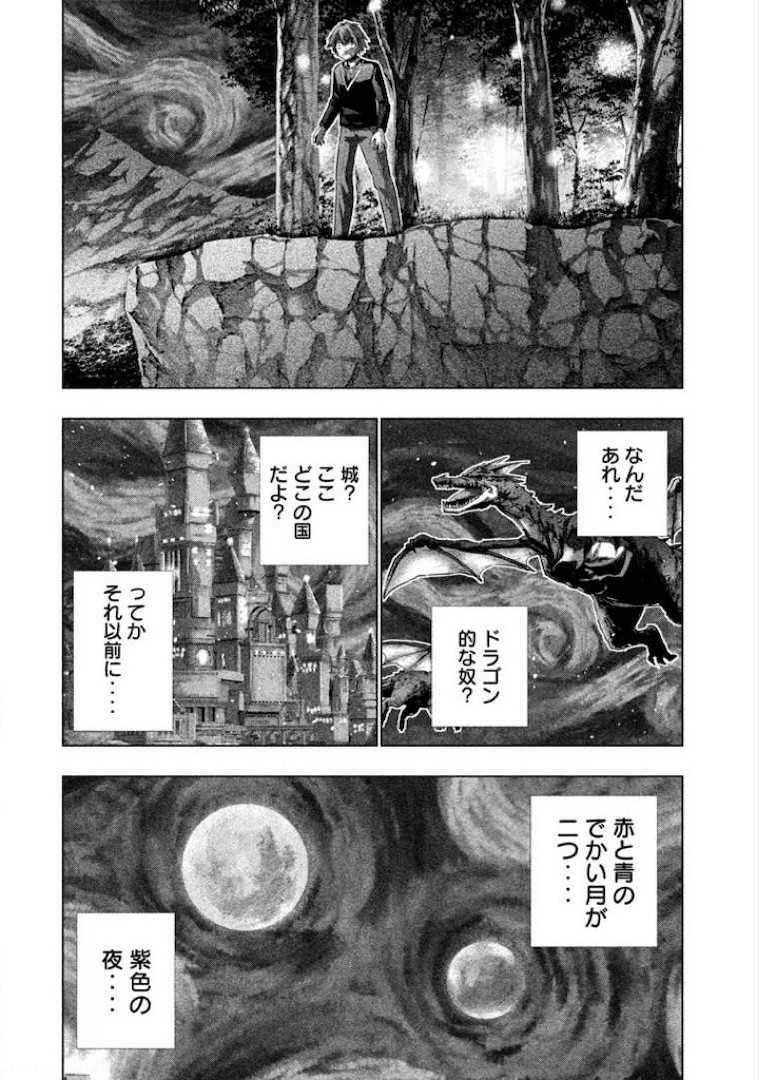 なんだ
あれ‥‥
ドラゴン
的な奴?
城?
ここ
どこの国
だよ?
ってか
それ以前に‥‥
赤と青の
でかい月が
二つ‥‥
紫色の
夜‥‥